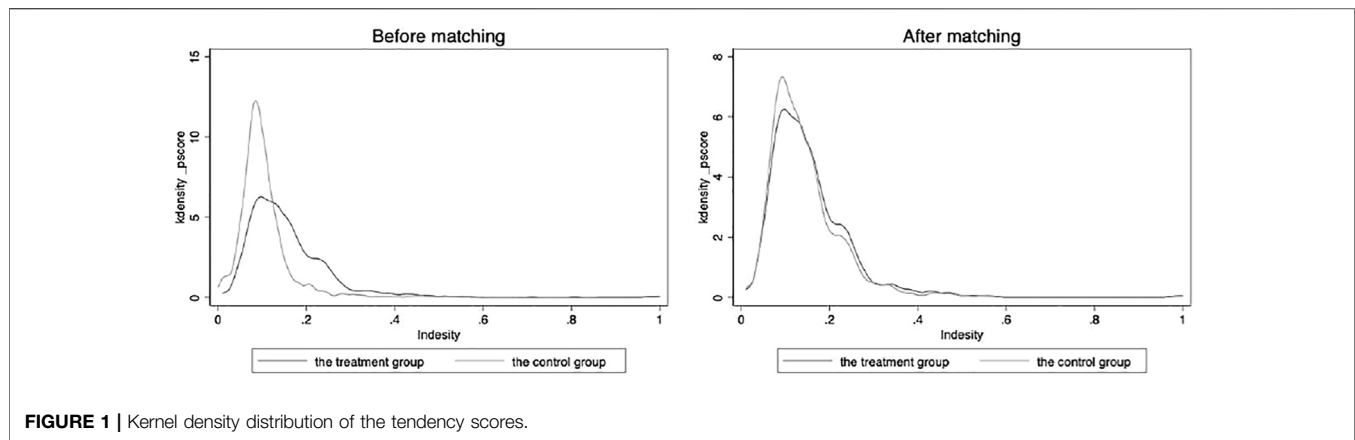 Before matching
15
10
5
0
kdensity _pscore
0 .2 .4 .6 .8 1
Indesity
the treatment group the control group
After matching
8
6
4
2
0
kdensity _pscore
0 .2 .4 .6 .8 1
Indesity
the treatment group the control group
FIGURE 1 | Kernel density distribution of the tendency scores.